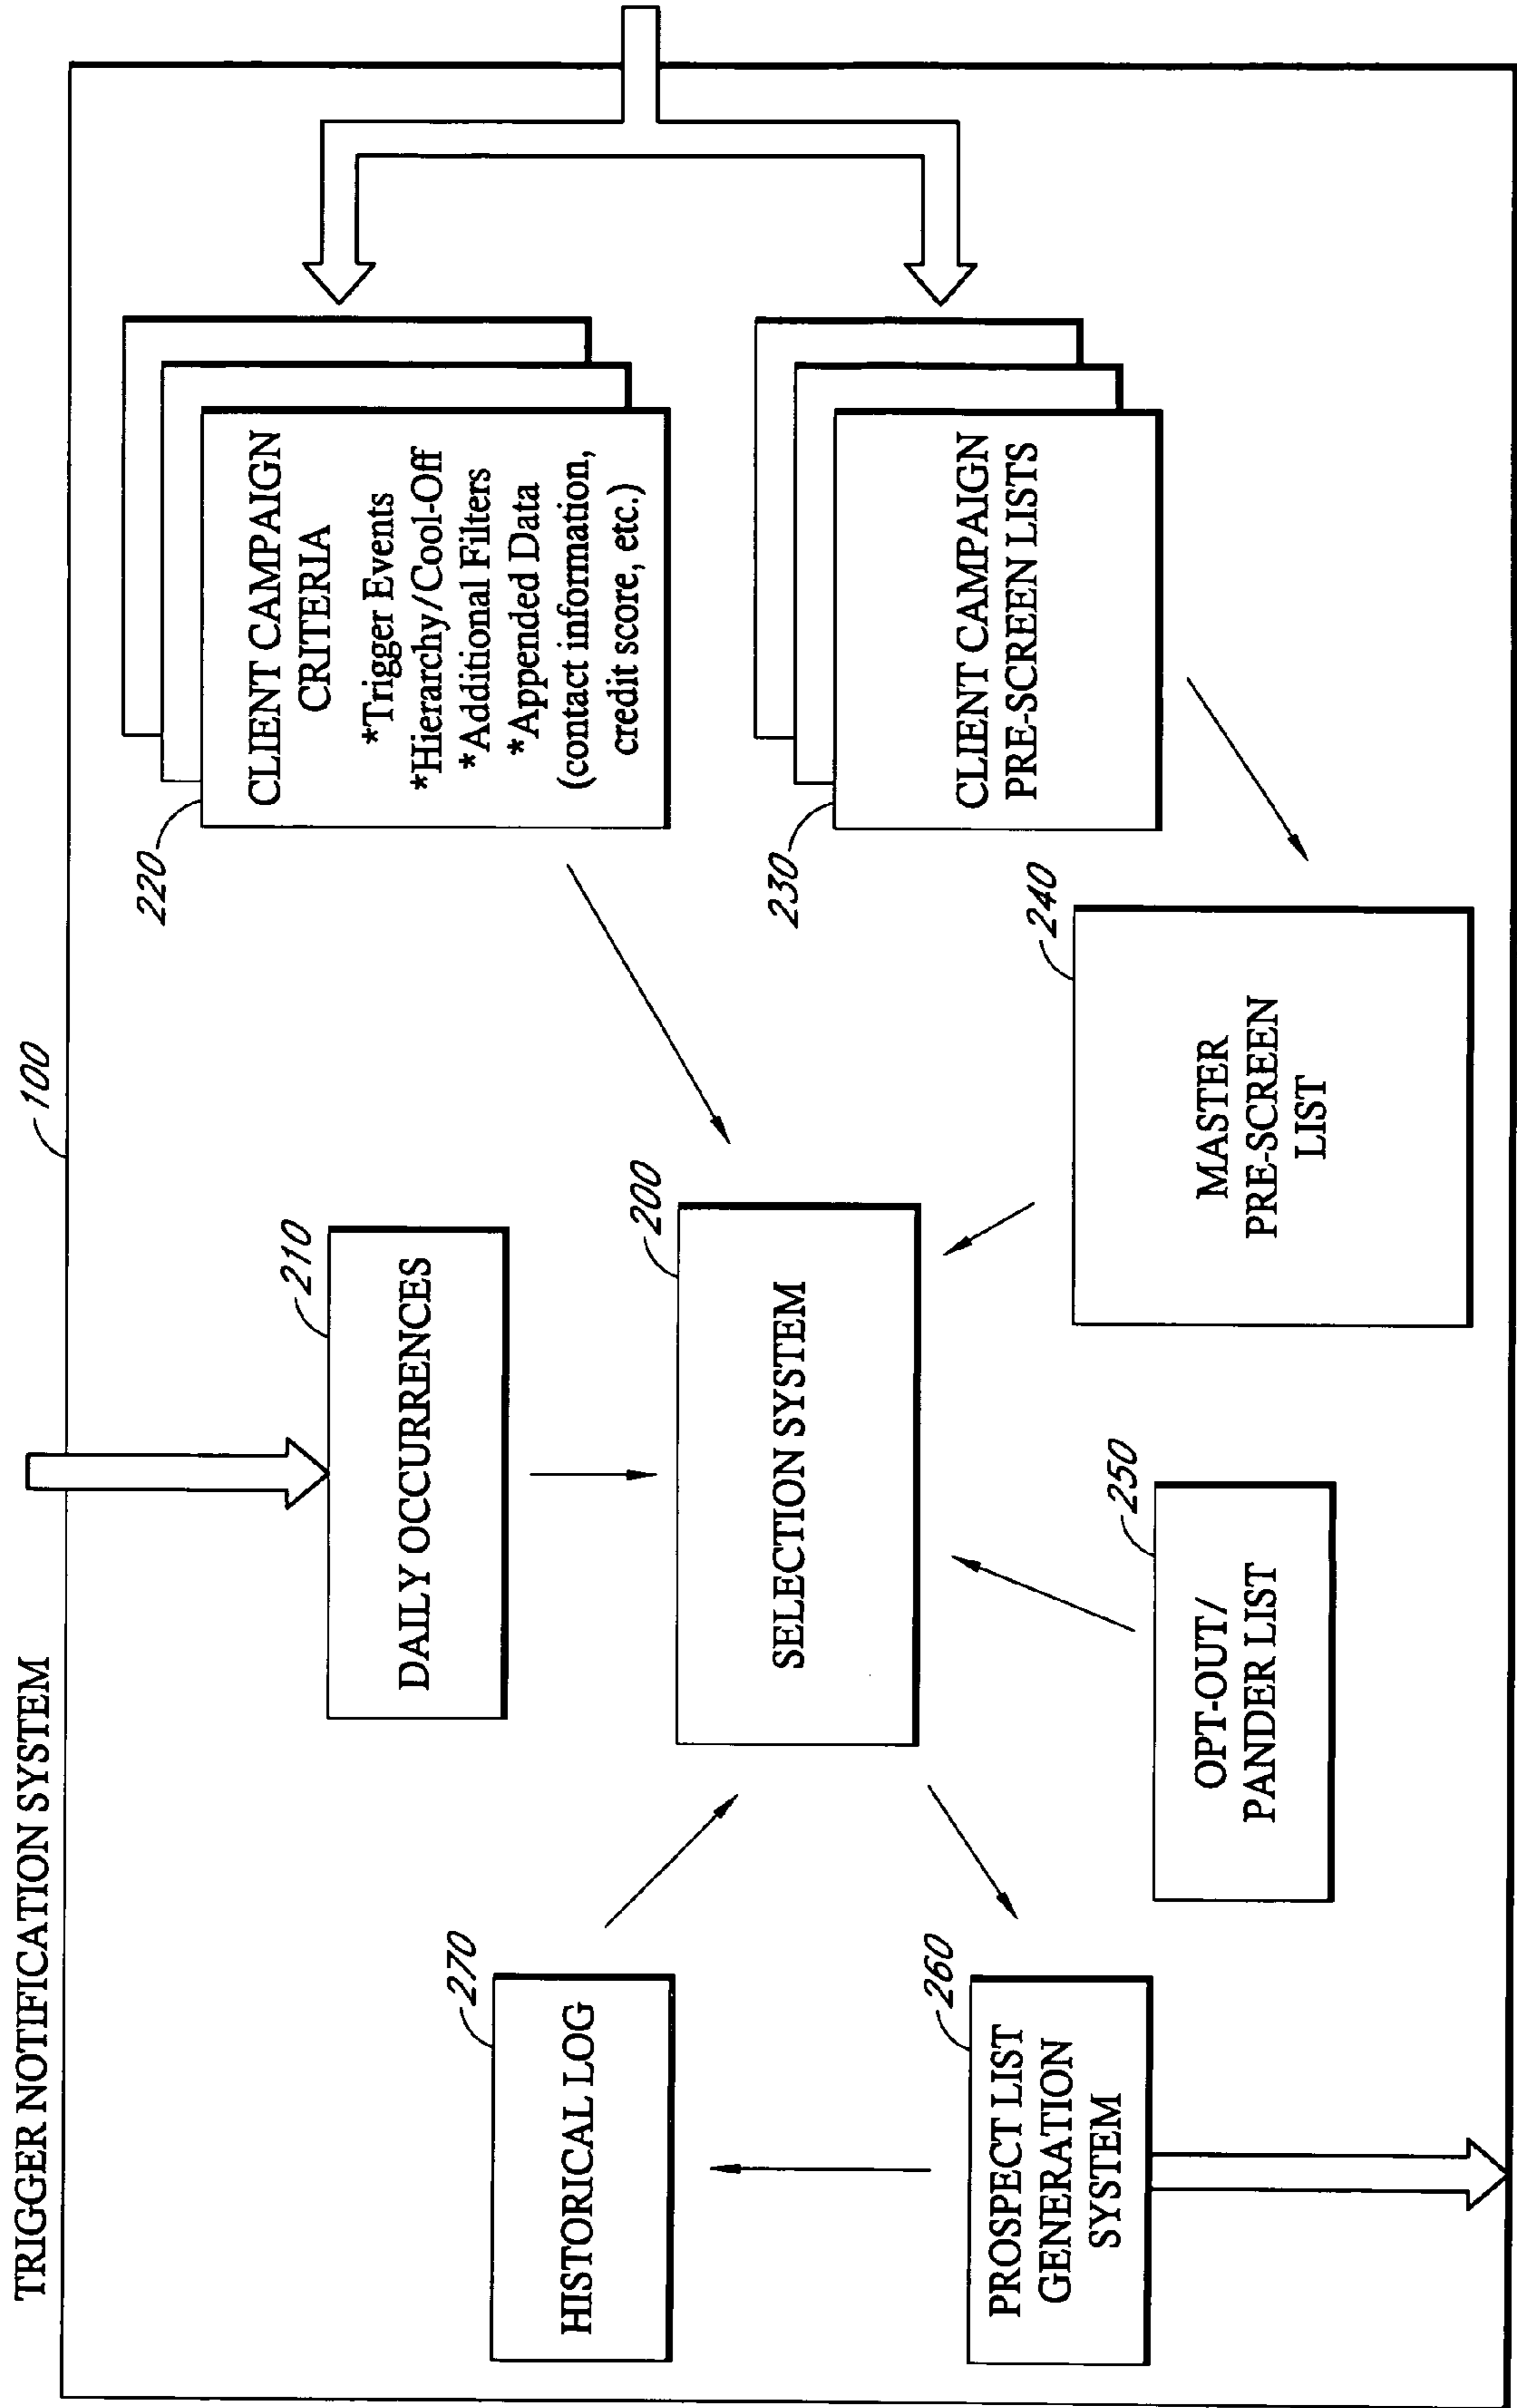 TRIGGER NOTIFICATION SYSTEM
100
HISTORICAL LOG
270
DAILY OCCURRENCES
210
220
CLIENT CAMPAIGN
CRITERIA
*Trigger Events
*Hierarchy/Cool-Off
*Additional Filters
*Appended Data
(contact information,
credit score, etc.)
SELECTION SYSTEM
200
230
CLIENT CAMPAIGN
PRE-SCREEN LISTS
PROSPECT LIST
GENERATION
SYSTEM
260
OPT-OUT/
PANDER LIST
250
MASTER
PRE-SCREEN
LIST
240